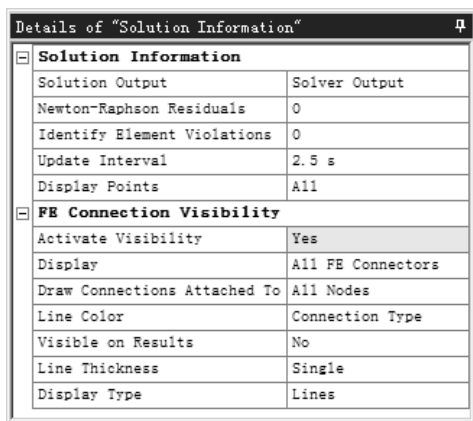 Details of "Solution Information"
Solution Information
Solution Output Solver Output
Newton-Raphson Residuals 0
Identify Element Violations 0
Update Interval 2.5 s
Display Points All
FE Connection Visibility
Activate Visibility Yes
Display All FE Connectors
Draw Connections Attached To All Nodes
Line Color Connection Type
Visible on Results No
Line Thickness Single
Display Type Lines